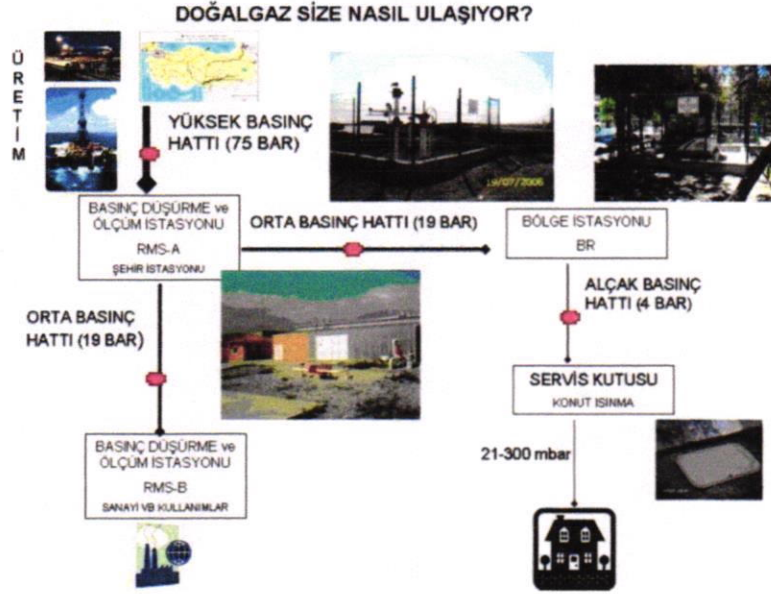 DOĞALGAZ SİZE NASIL ULAŞIYOR?
ÜRETİM
YÜKSEK BASINÇ
HATTI (75 BAR)
19/07/2006
BASINÇ DÜŞÜRME ve
ÖLÇÜM İSTASYONU
RMS-A
ŞEHİR İSTASYONU
ORTA BASINÇ HATTI (19 BAR)
BÖLGE İSTASYONU
BR
ALÇAK BASINÇ
HATTI (4 BAR)
ORTA BASINÇ
HATTI (19 BAR)
SERVİS KUTUSU
KONUT ISINMA
BASINÇ DÜŞÜRME ve
ÖLÇÜM İSTASYONU
RMS-B
SANAYİ VB KULLANIMLAR
21-300 mbar